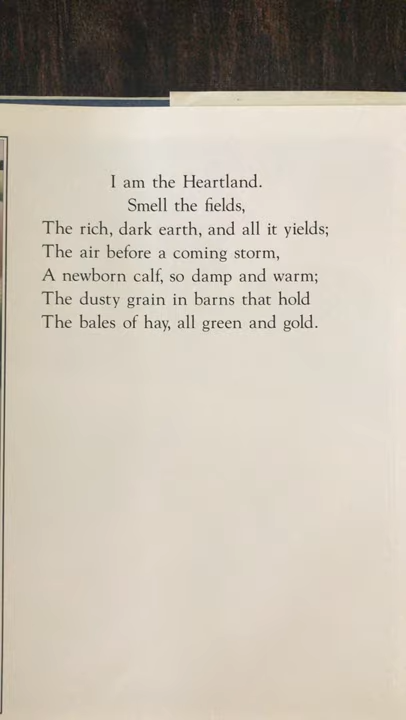 I am the Heartland.
Smell the fields,
The rich, dark earth, and all it yields;
The air before a coming storm,
A newborn calf, so damp and warm;
The dusty grain in barns that hold
The bales of hay, all green and gold.